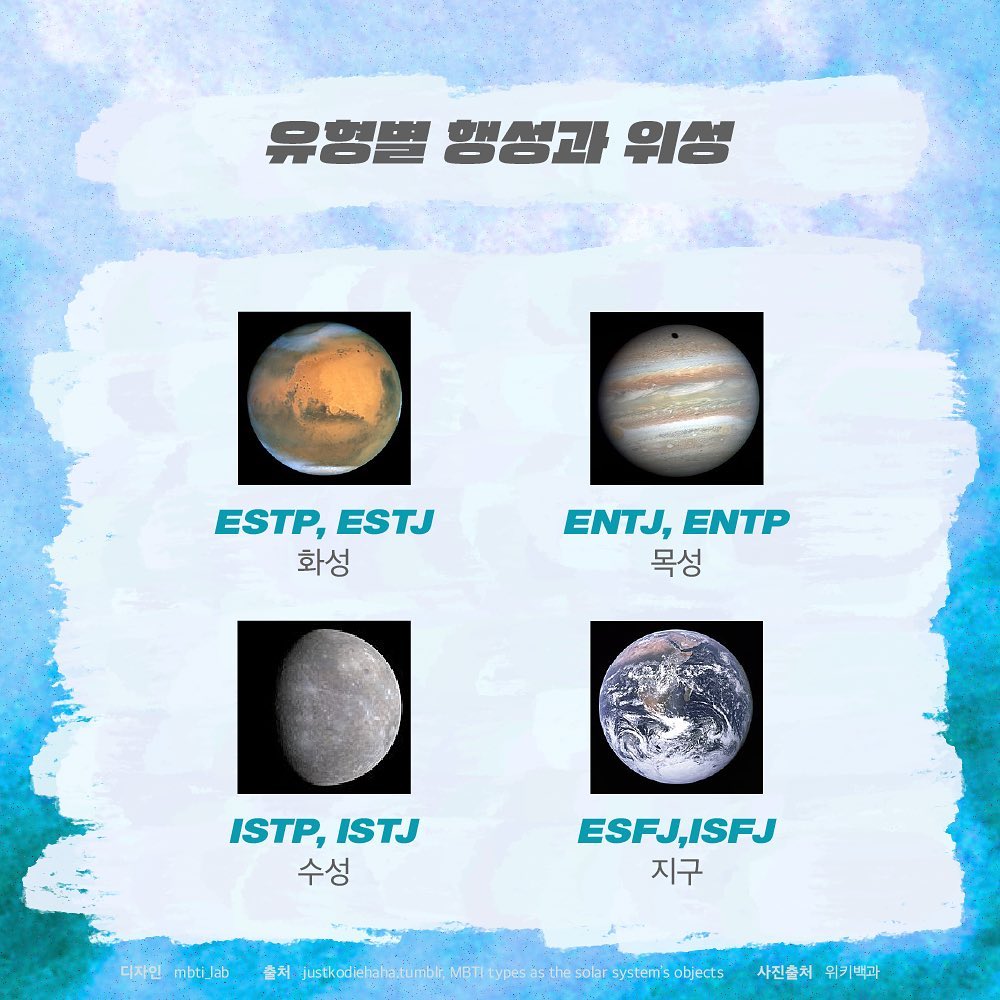 유형별 행성과 위성
ESTP, ESTJ
화성
ENTJ, ENTP
목성
ISTP, ISTJ
수성
ESFJ,ISFJ
지구
디자인 mbti_lab 출처 justkodiehaha.tumblr, MBTI types as the solar system's objects 사진출처 위키백과